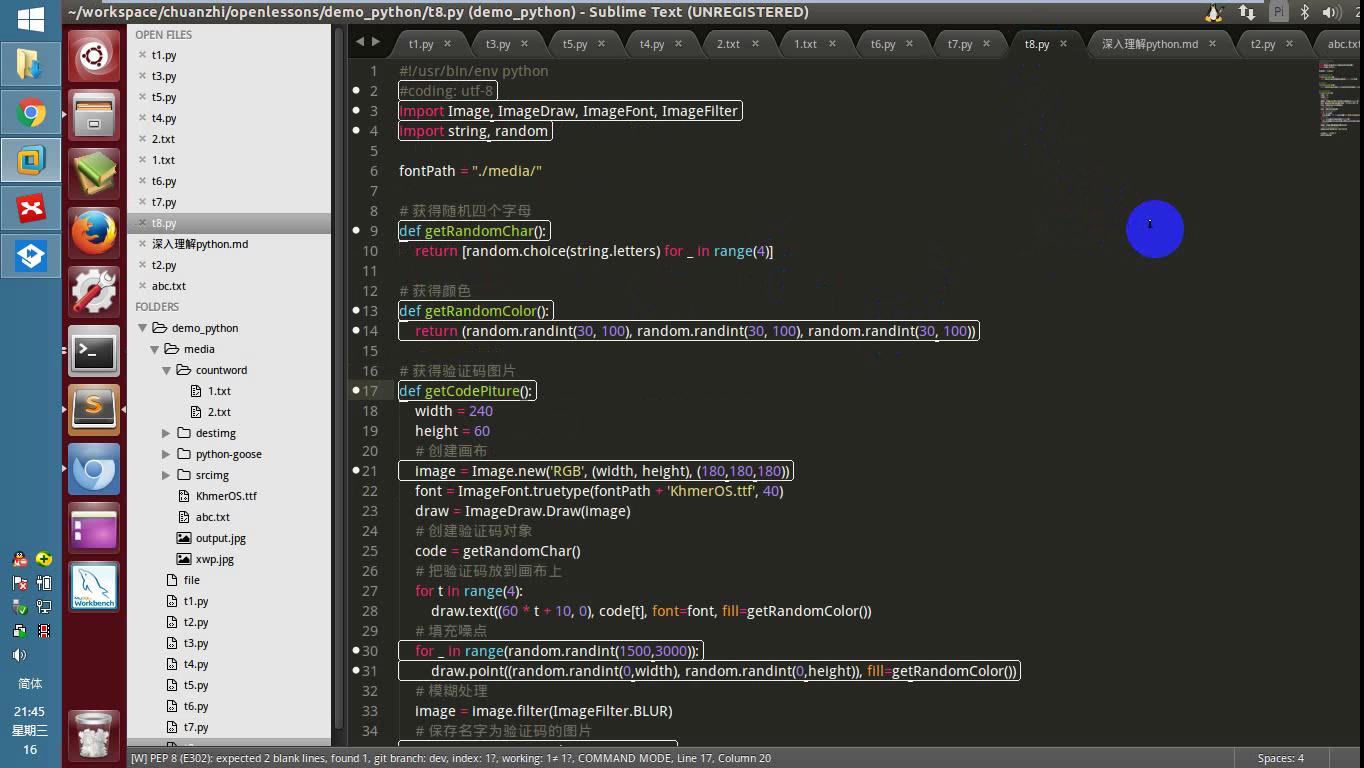 ~/workspace/chuanzhi/openlessons/demo_python/t8.py (demo_python) - Sublime Text (UNREGISTERED)
Pi
OPEN FILES
t1.py
t3.py
t5.py
t4.py
2.txt
1.txt
t6.py
t7.py
t8.py
深入理解python.md
t2.py
abc.txt
FOLDERS
demo_python
media
countword
1.txt
2.txt
destimg
python-goose
srcimg
KhmerOS.ttf
abc.txt
output.jpg
xwp.jpg
file
t1.py
t2.py
t3.py
t4.py
t5.py
t6.py
t7.py
t1.py
t3.py
t5.py
t4.py
2.txt
1.txt
t6.py
t7.py
t8.py
深入理解python.md
t2.py
abc.txt
1 #!/usr/bin/env python
2 #coding: utf-8
3 import Image, ImageDraw, ImageFont, ImageFilter
4 import string, random
5
6 fontPath = "./media/"
7
8 # 获得随机四个字母
9 def getRandomChar():
10 return [random.choice(string.letters) for _ in range(4)]
11
12 # 获得颜色
13 def getRandomColor():
14 return (random.randint(30, 100), random.randint(30, 100), random.randint(30, 100))
15
16 # 获得验证码图片
17 def getCodePiture():
18 width = 240
19 height = 60
20 # 创建画布
21 image = Image.new('RGB', (width, height), (180,180,180))
22 font = ImageFont.truetype(fontPath + 'KhmerOS.ttf', 40)
23 draw = ImageDraw.Draw(image)
24 # 创建验证码对象
25 code = getRandomChar()
26 # 把验证码放到画布上
27 for t in range(4):
28 draw.text((60 * t + 10, 0), code[t], font=font, fill=getRandomColor())
29 # 填充噪点
30 for _ in range(random.randint(1500,3000)):
31 draw.point((random.randint(0,width), random.randint(0,height)), fill=getRandomColor())
32 # 模糊处理
33 image = image.filter(ImageFilter.BLUR)
34 # 保存名字为验证码的图片
MySQL
Workbench
简体
21:45
星期三
16
[W] PEP 8 (E302): expected 2 blank lines, found 1, git branch: dev, index: 1?, working: 1≠ 1?, COMMAND MODE, Line 17, Column 20
Spaces: 4